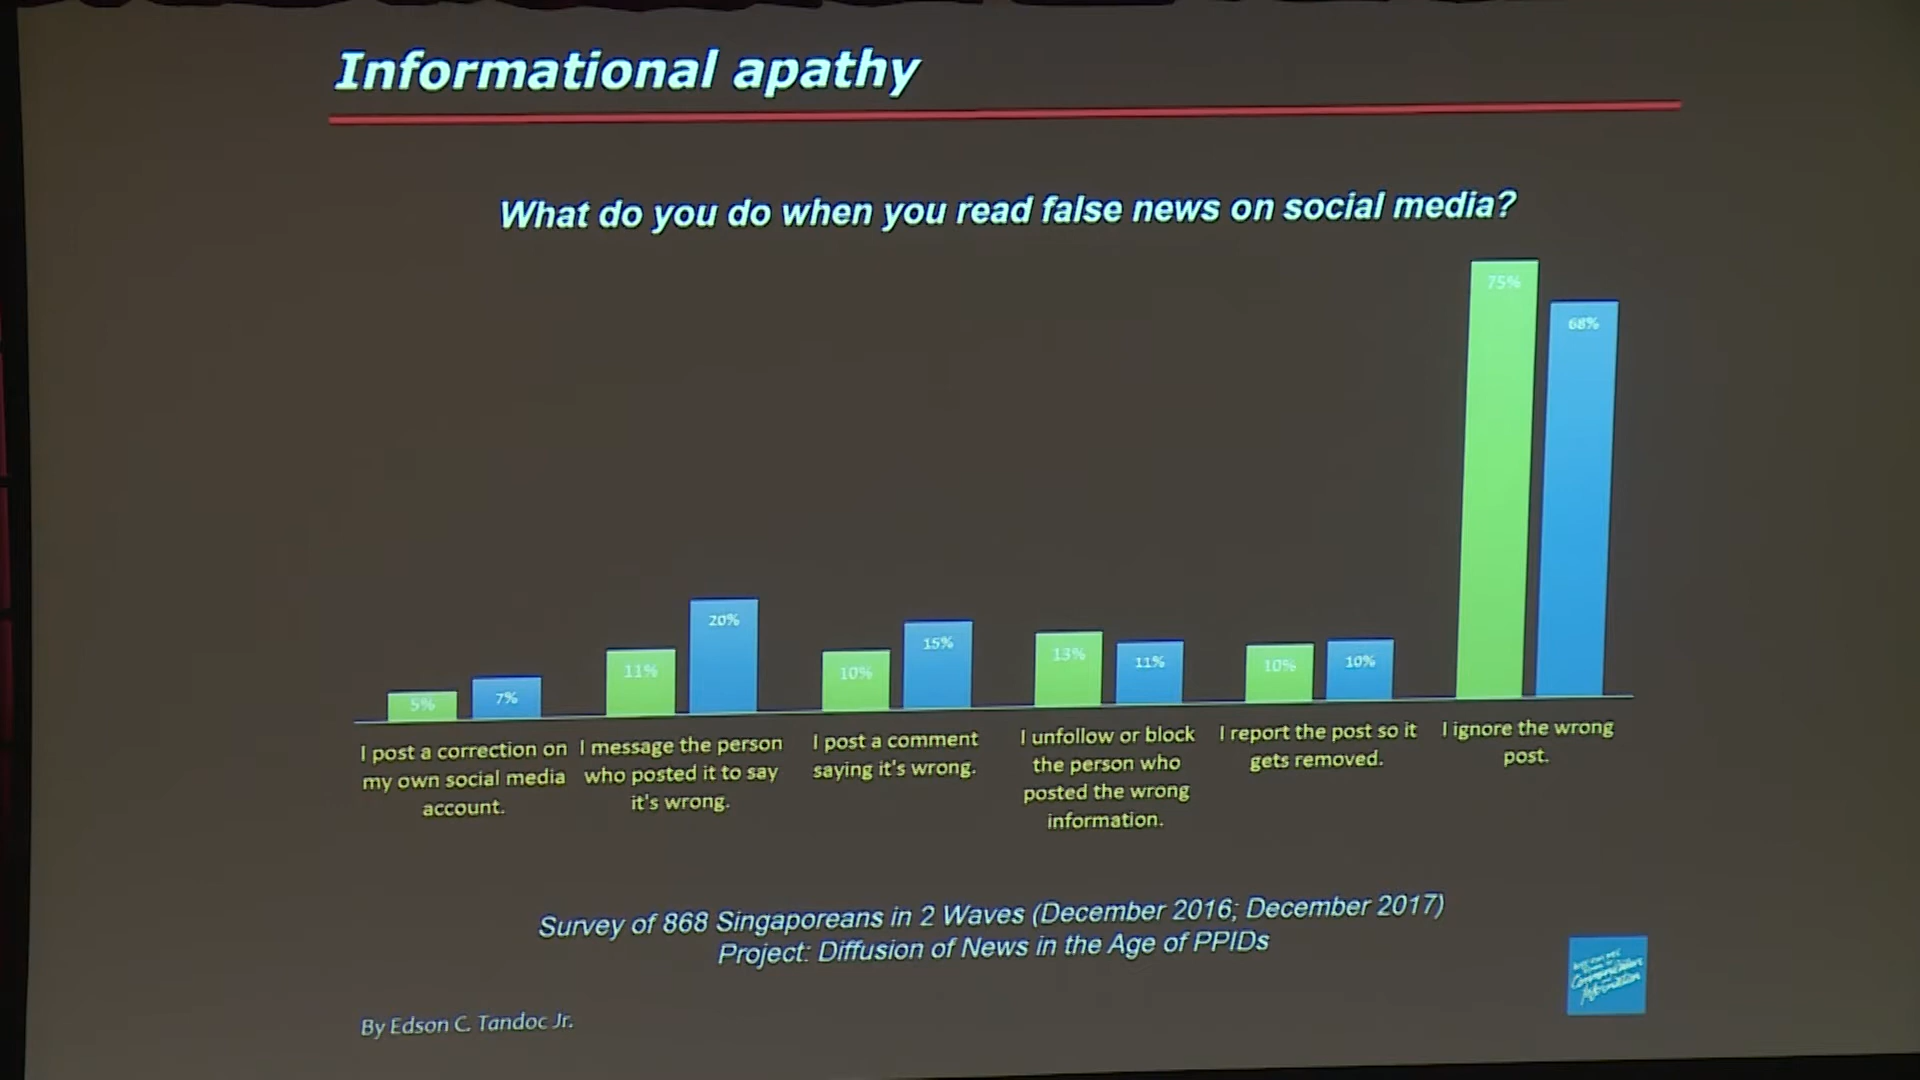 Informational apathy
What do you do when you read false news on social media?
5%
7%
11%
20%
10%
15%
13%
11%
10%
10%
75%
68%
I post a correction on
my own social media
account.
I message the person
who posted it to say
it's wrong.
I post a comment
saying it's wrong.
I unfollow or block
the person who
posted the wrong
information.
I report the post so it
gets removed.
I ignore the wrong
post.
Survey of 868 Singaporeans in 2 Waves (December 2016; December 2017)
Project: Diffusion of News in the Age of PPIDs
By Edson C. Tandoc Jr.
Communication
Information